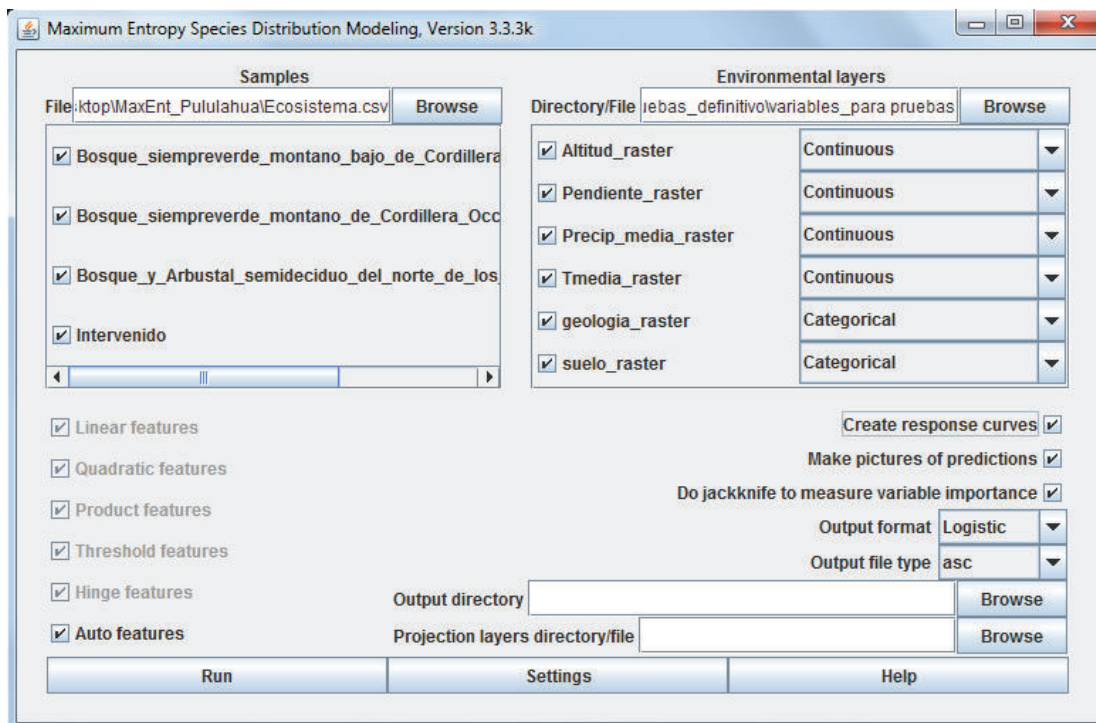 Maximum Entropy Species Distribution Modeling, Version 3.3.3k
Samples
File ktop\MaxEnt_Pululahua\Ecosistema.csv Browse
Bosque_siempreverde_montano_bajo_de_Cordillera
Bosque_siempreverde_montano_de_Cordillera_Occ
Bosque_y_Arbustal_semideciduo_del_norte_de_los_
Intervenido
Environmental layers
Directory/File uebas_definitivo\variables_para pruebas Browse
Altitud_raster Continuous
Pendiente_raster Continuous
Precip_media_raster Continuous
Tmedia_raster Continuous
geologia_raster Categorical
suelo_raster Categorical
Linear features
Quadratic features
Product features
Threshold features
Hinge features
Auto features
Create response curves
Make pictures of predictions
Do jackknife to measure variable importance
Output format Logistic
Output file type asc
Output directory Browse
Projection layers directory/file Browse
Run Settings Help